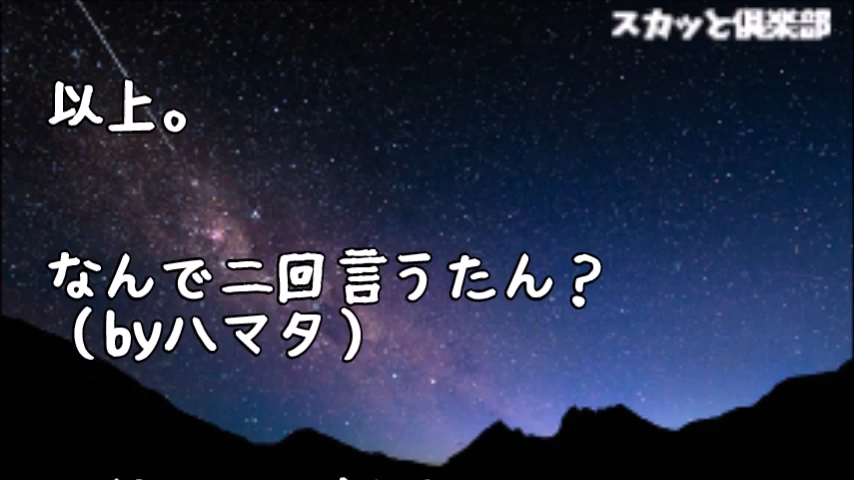 スカッと倶楽部
以上。
なんで二回言うたん？
（byハマタ）